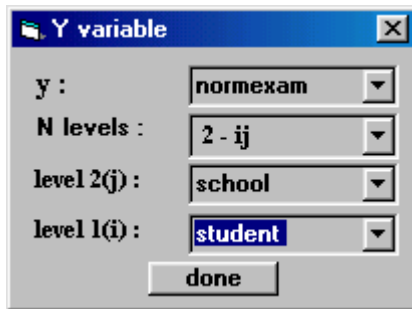 Y variable
y : normexam
N levels : 2 - ij
level 2(j) : school
level 1(i) : student
done